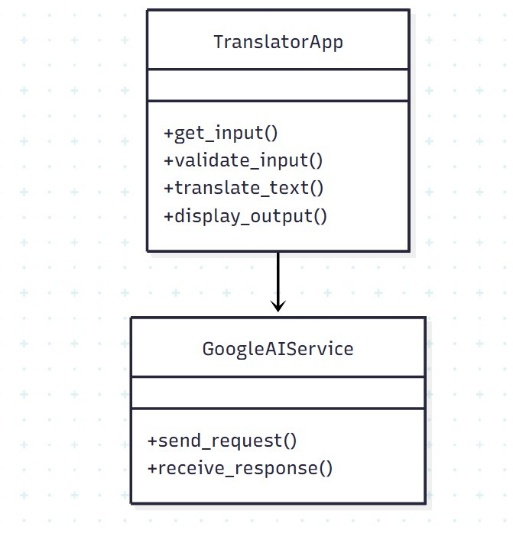 TranslatorApp
+get_input()
+validate_input()
+translate_text()
+display_output()
GoogleAIService
+send_request()
+receive_response()